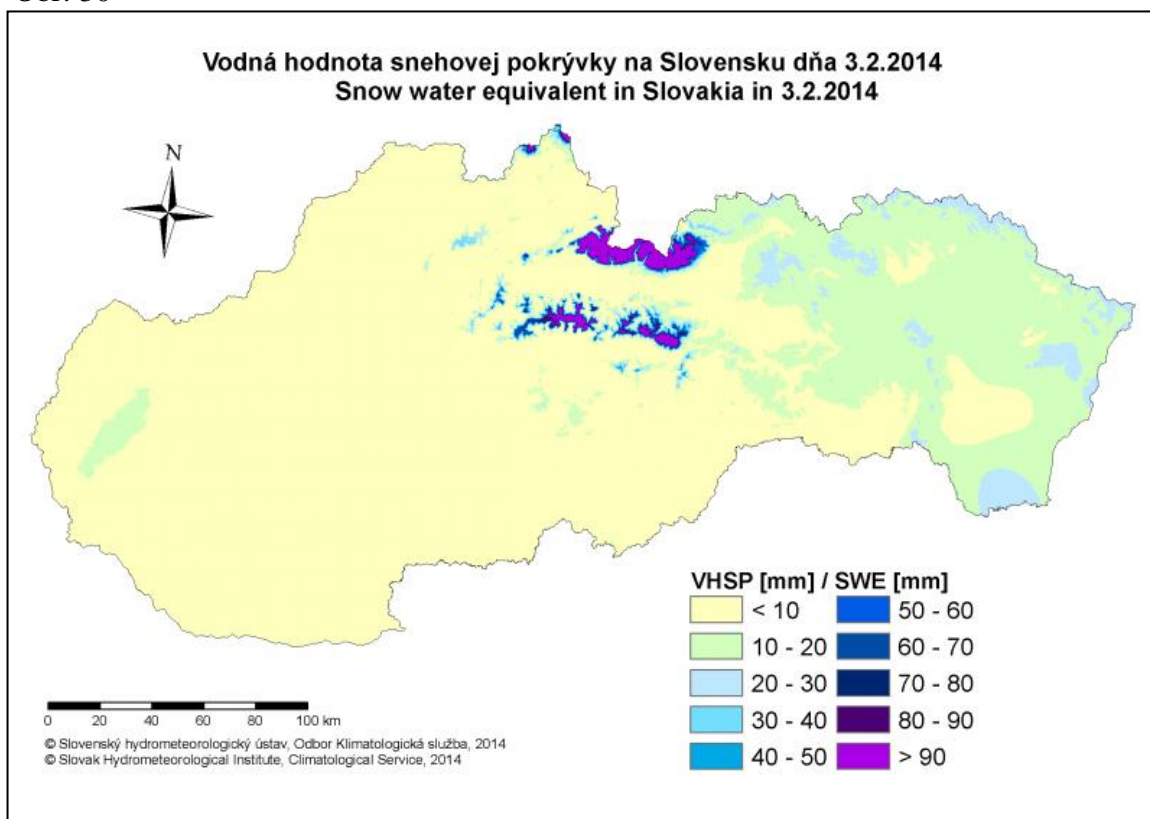 Vodná hodnota snehovej pokrývky na Slovensku dňa 3.2.2014
Snow water equivalent in Slovakia in 3.2.2014
N
VHSP [mm] / SWE [mm]
< 10 50 - 60
10 - 20 60 - 70
20 - 30 70 - 80
30 - 40 80 - 90
40 - 50 > 90
0 20 40 60 80 100 km
© Slovenský hydrometeorologický ústav, Odbor Klimatologická služba, 2014
© Slovak Hydrometeorological Institute, Climatological Service, 2014